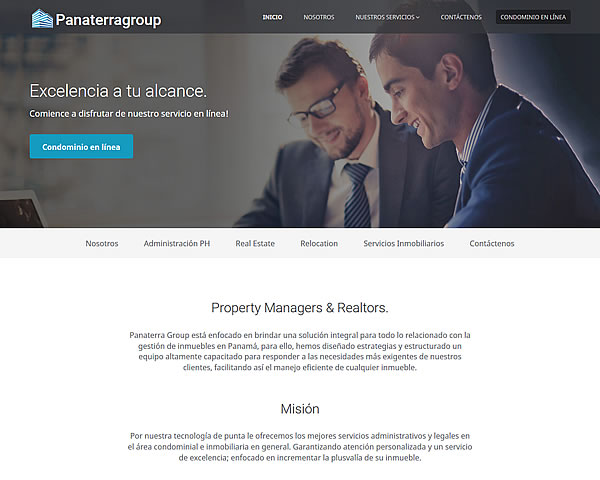 Panaterragroup
INICIO NOSOTROS NUESTROS SERVICIOS CONTÁCTENOS CONDOMINIO EN LÍNEA
Excelencia a tu alcance.
Comience a disfrutar de nuestro servicio en línea!
Condominio en línea
Nosotros Administración PH Real Estate Relocation Servicios Inmobiliarios Contáctenos
Property Managers & Realtors.
Panaterra Group está enfocado en brindar una solución integral para todo lo relacionado con la
gestión de inmuebles en Panamá, para ello, hemos diseñado estrategias y estructurado un
equipo altamente capacitado para responder a las necesidades más exigentes de nuestros
clientes, facilitando así el manejo eficiente de cualquier inmueble.
Misión
Por nuestra tecnología de punta le ofrecemos los mejores servicios administrativos y legales en
el área condominial e inmobiliaria en general. Garantizando atención personalizada y un servicio
de excelencia; enfocado en incrementar la plusvalía de su inmueble.